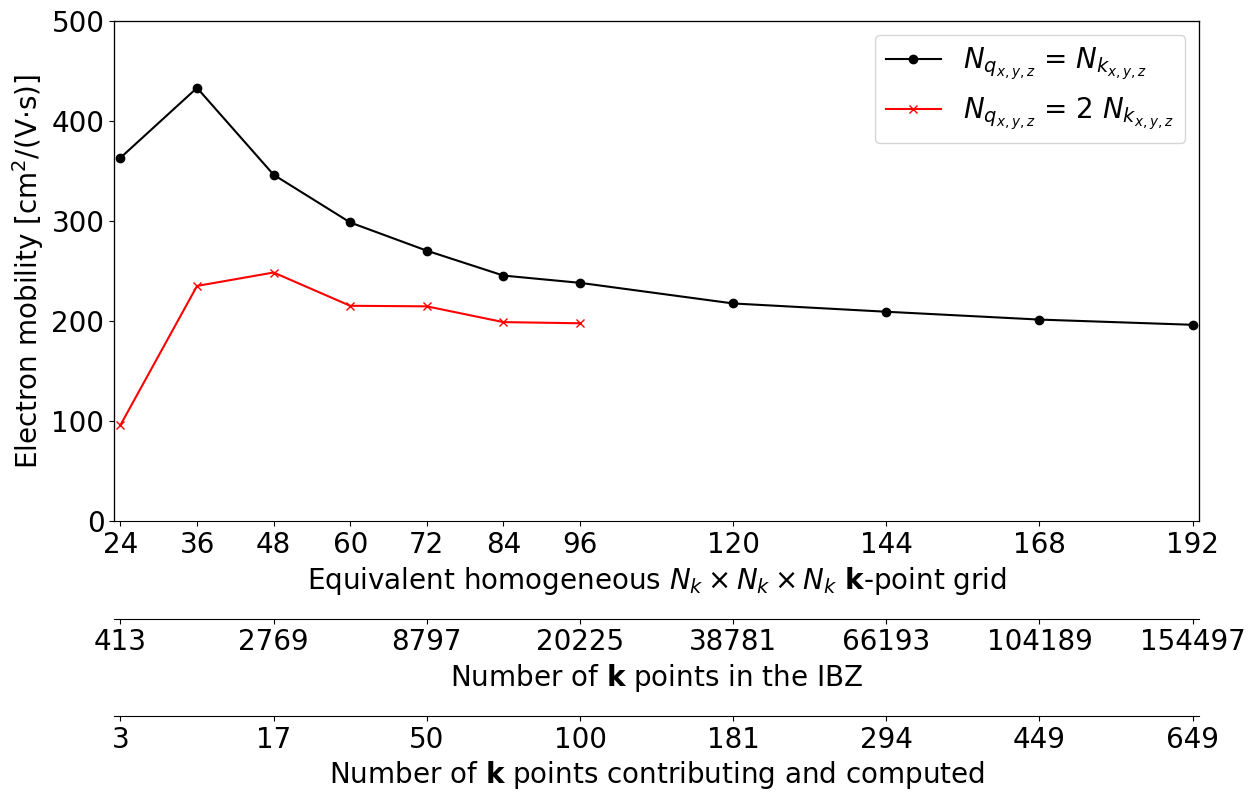 500
400
300
200
100
0
Electron mobility [cm²/(V·s)]
N_{q_{x,y,z}} = N_{k_{x,y,z}}
N_{q_{x,y,z}} = 2 N_{k_{x,y,z}}
24 36 48 60 72 84 96 120 144 168 192
Equivalent homogeneous N_k × N_k × N_k k-point grid
413 2769 8797 20225 38781 66193 104189 154497
Number of k points in the IBZ
3 17 50 100 181 294 449 649
Number of k points contributing and computed